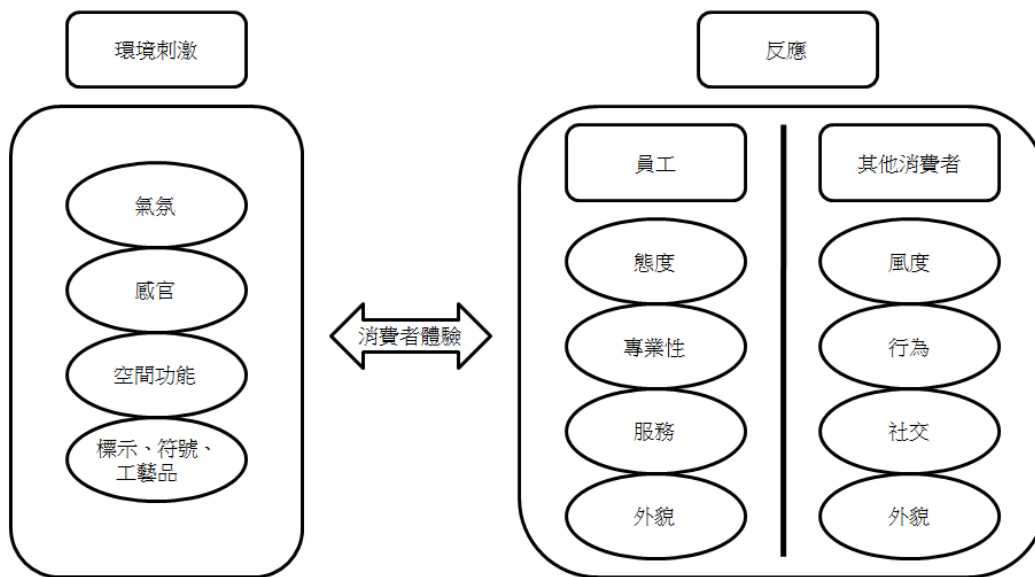 環境刺激
反應
氣氛
感官
空間功能
標示、符號、
工藝品
消費者體驗
員工
態度
專業性
服務
外貌
其他消費者
風度
行為
社交
外貌